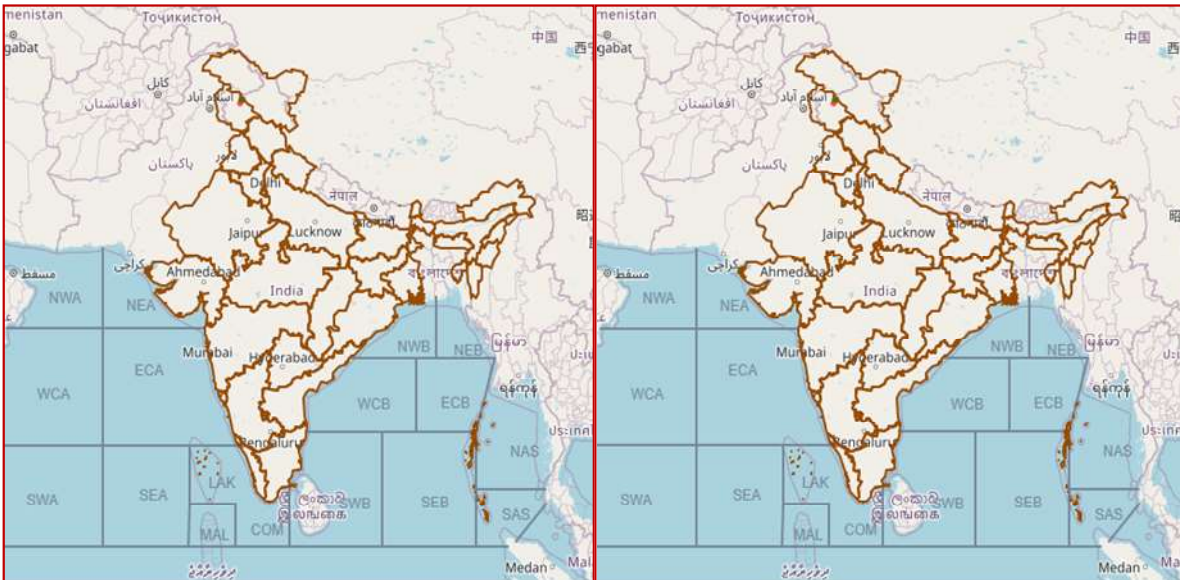 Тоҷикистон
menistan
gabat
中国
西
کابل
افغانستان
اسلام آباد
لاہور
پاکستان
Delhi
नेपाल
Jaipur
Lucknow
昭
مسقط
کراچی
Ahmedabad
India
বাংলাদেশ
NWA
NEA
Mumbai
Hyderabad
NWB
NEB
မြန်မာ
ECA
WCA
WCB
ECB
ရန်ကုန်
Bengaluru
NAS
LAK
SWA
SEA
SWB
SEB
SAS
MAL
COM
ශ්‍රී ලංකාව
இலங்கை
ދިވެހިރާއްޖެ
Medan
Mal
Тоҷикистон
menistan
gabat
中国
西
کابل
افغانستان
اسلام آباد
لاہور
پاکستان
Delhi
नेपाल
Jaipur
Lucknow
昭
مسقط
کراچی
Ahmedabad
India
বাংলাদেশ
NWA
NEA
Mumbai
Hyderabad
NWB
NEB
မြန်မာ
ECA
WCA
WCB
ECB
ရန်ကုန်
Bengaluru
NAS
LAK
SWA
SEA
SWB
SEB
SAS
MAL
COM
ශ්‍රී ලංකාව
இலங்கை
ދިވެހިރާއްޖެ
Medan
Mal